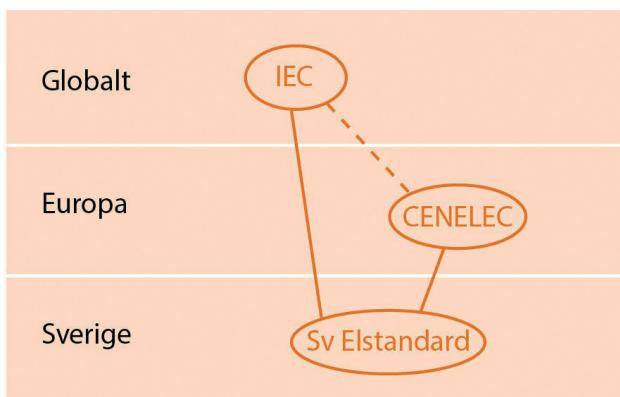 Globalt
IEC
Europa
CENELEC
Sverige
Sv Elstandard